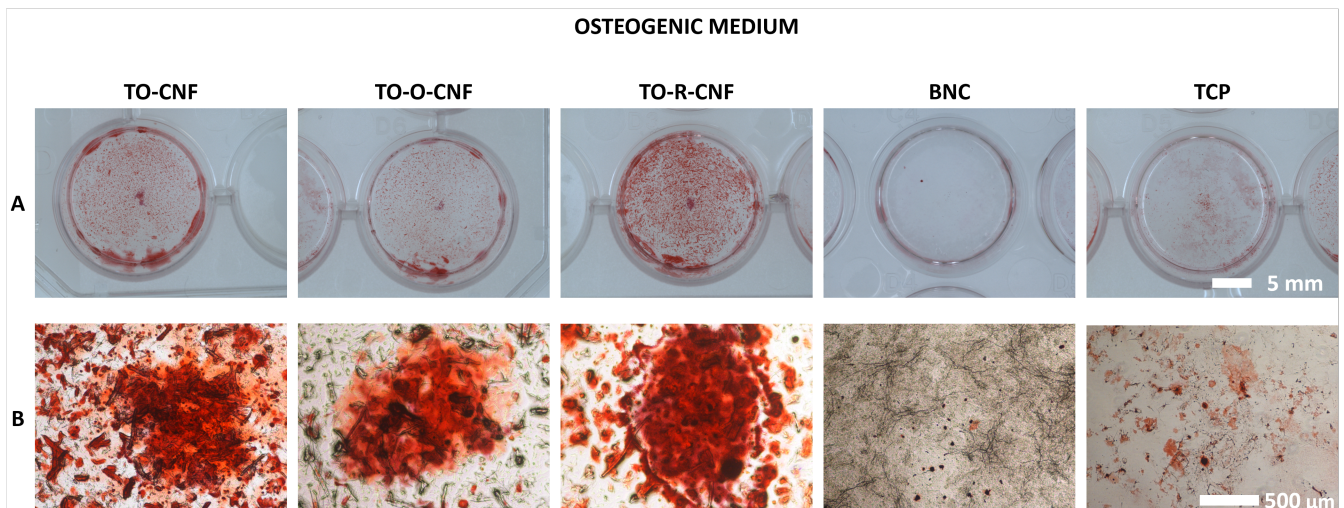 OSTEOGENIC MEDIUM
TO-CNF TO-O-CNF TO-R-CNF BNC TCP
A
5 mm
B
500 µm